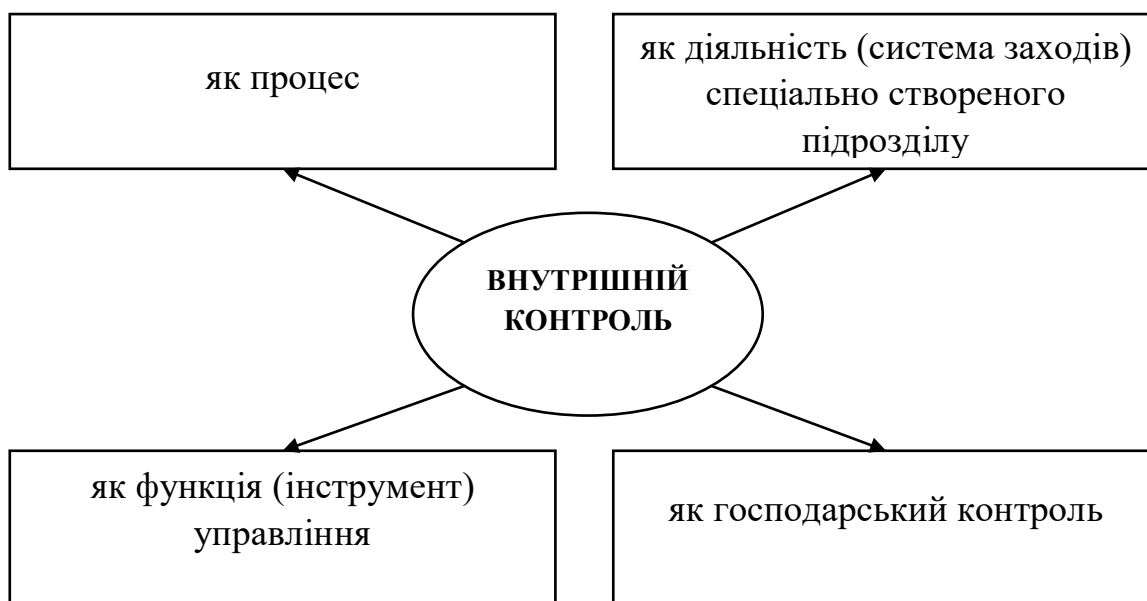 як процес
як діяльність (система заходів)
спеціально створеного
підрозділу
ВНУТРІШНІЙ
КОНТРОЛЬ
як функція (інструмент)
управління
як господарський контроль